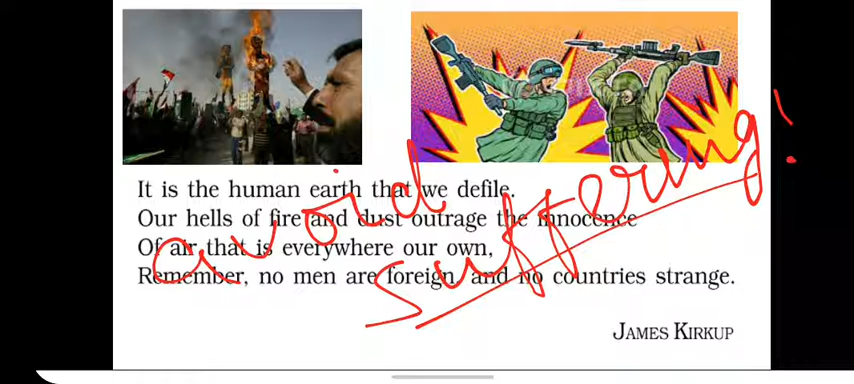 It is the human earth that we defile.
Our hells of fire and dust outrage the innocence
Of air that is everywhere our own,
Remember, no men are foreign, and no countries strange.
JAMES KIRKUP
avoid
suffering!